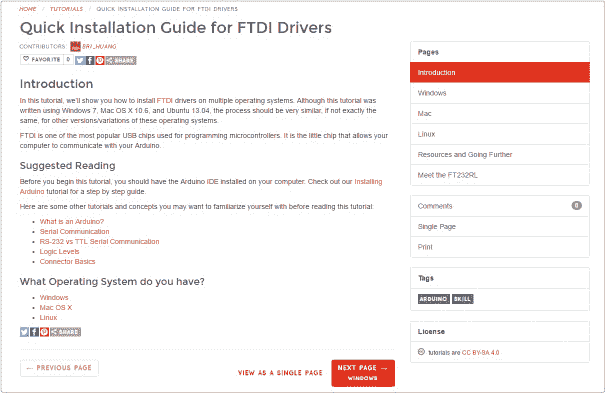 HOME / TUTORIALS / QUICK INSTALLATION GUIDE FOR FTDI DRIVERS
Quick Installation Guide for FTDI Drivers
CONTRIBUTORS: BRI_HUANG
FAVORITE 0 SHARE
Introduction
In this tutorial, we'll show you how to install FTDI drivers on multiple operating systems. Although this tutorial was
written using Windows 7, Mac OS X 10.6, and Ubuntu 13.04, the process should be very similar, if not exactly the
same, for other versions/variations of these operating systems.
FTDI is one of the most popular USB chips used for programming microcontrollers. It is the little chip that allows your
computer to communicate with your Arduino.
Suggested Reading
Before you begin this tutorial, you should have the Arduino IDE installed on your computer. Check out our Installing
Arduino tutorial for a step by step guide.
Here are some other tutorials and concepts you may want to familiarize yourself with before reading this tutorial:
What is an Arduino?
Serial Communication
RS-232 vs TTL Serial Communication
Logic Levels
Connector Basics
What Operating System do you have?
Windows
Mac OS X
Linux
SHARE
← PREVIOUS PAGE
VIEW AS A SINGLE PAGE
NEXT PAGE →
WINDOWS
Pages
Introduction
Windows
Mac
Linux
Resources and Going Further
Meet the FT232RL
Comments 0
Single Page
Print
Tags
ARDUINO SKILL
License
tutorials are CC BY-SA 4.0